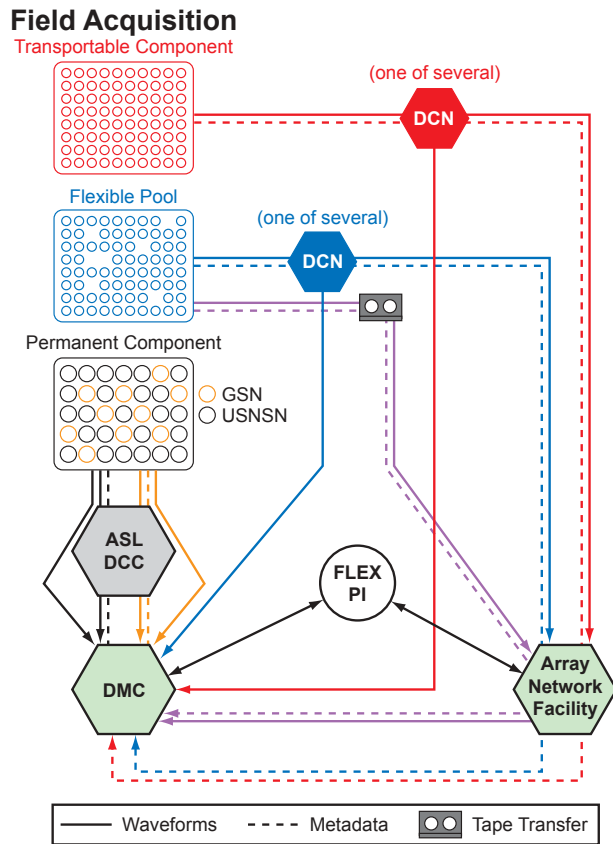 Field Acquisition
Transportable Component
(one of several)
DCN
Flexible Pool
(one of several)
DCN
Permanent Component
GSN
USNSN
ASL
DCC
FLEX
PI
DMC
Array
Network
Facility
Waveforms
Metadata
Tape Transfer